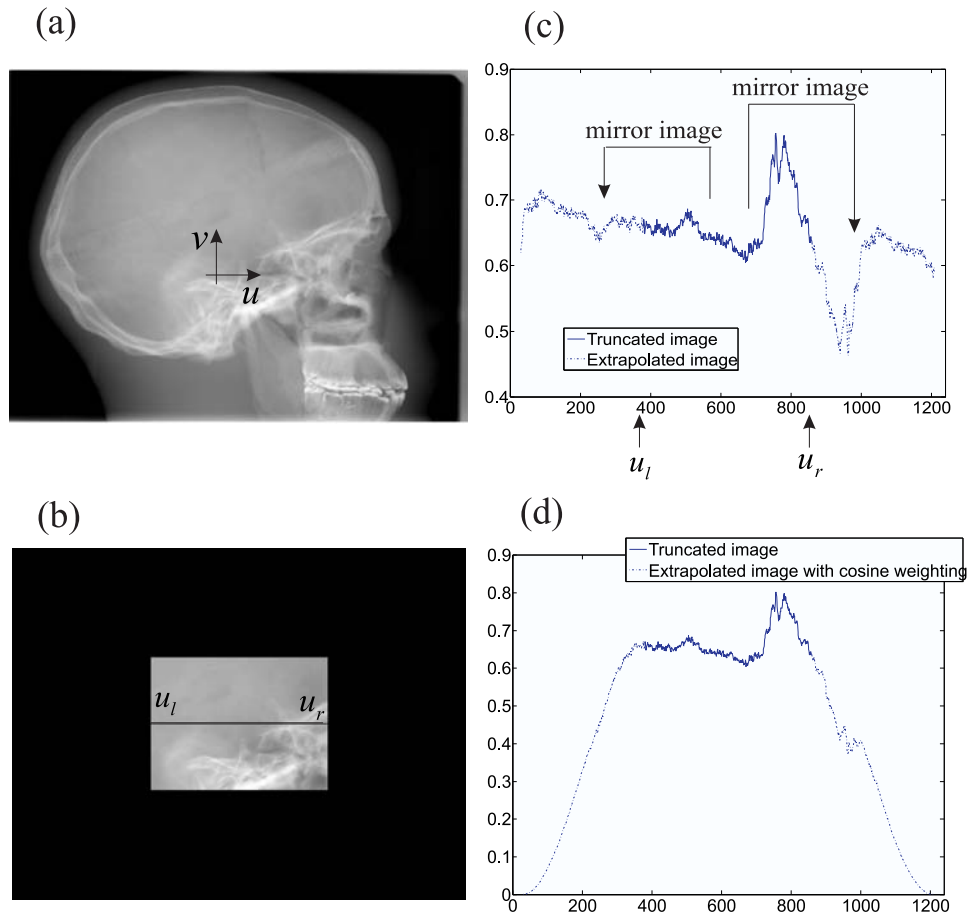 (a)
v
u
(b)
u_l
u_r
(c)
0.9
0.8
0.7
0.6
0.5
0.4
mirror image
mirror image
Truncated image
Extrapolated image
0 200 400 600 800 1000 1200
u_l
u_r
(d)
0.9
0.8
0.7
0.6
0.5
0.4
0.3
0.2
0.1
0
Truncated image
Extrapolated image with cosine weighting
0 200 400 600 800 1000 1200